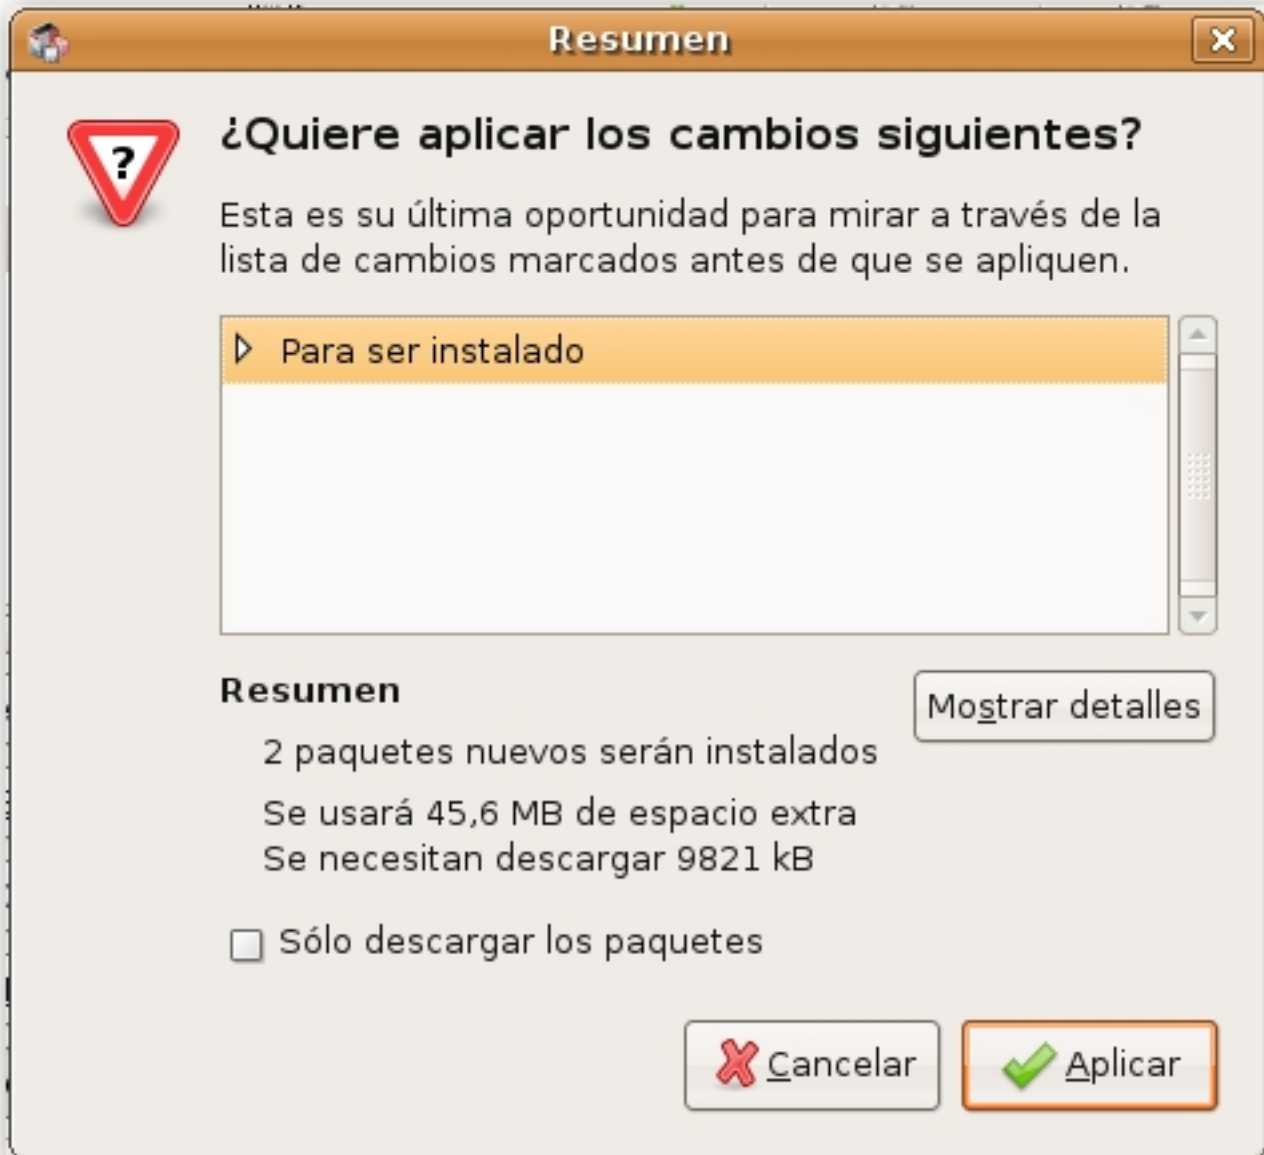 Resumen
?
¿Quiere aplicar los cambios siguientes?
Esta es su última oportunidad para mirar a través de la
lista de cambios marcados antes de que se apliquen.
Para ser instalado
Resumen
Mostrar detalles
2 paquetes nuevos serán instalados
Se usará 45,6 MB de espacio extra
Se necesitan descargar 9821 kB
Sólo descargar los paquetes
Cancelar
Aplicar